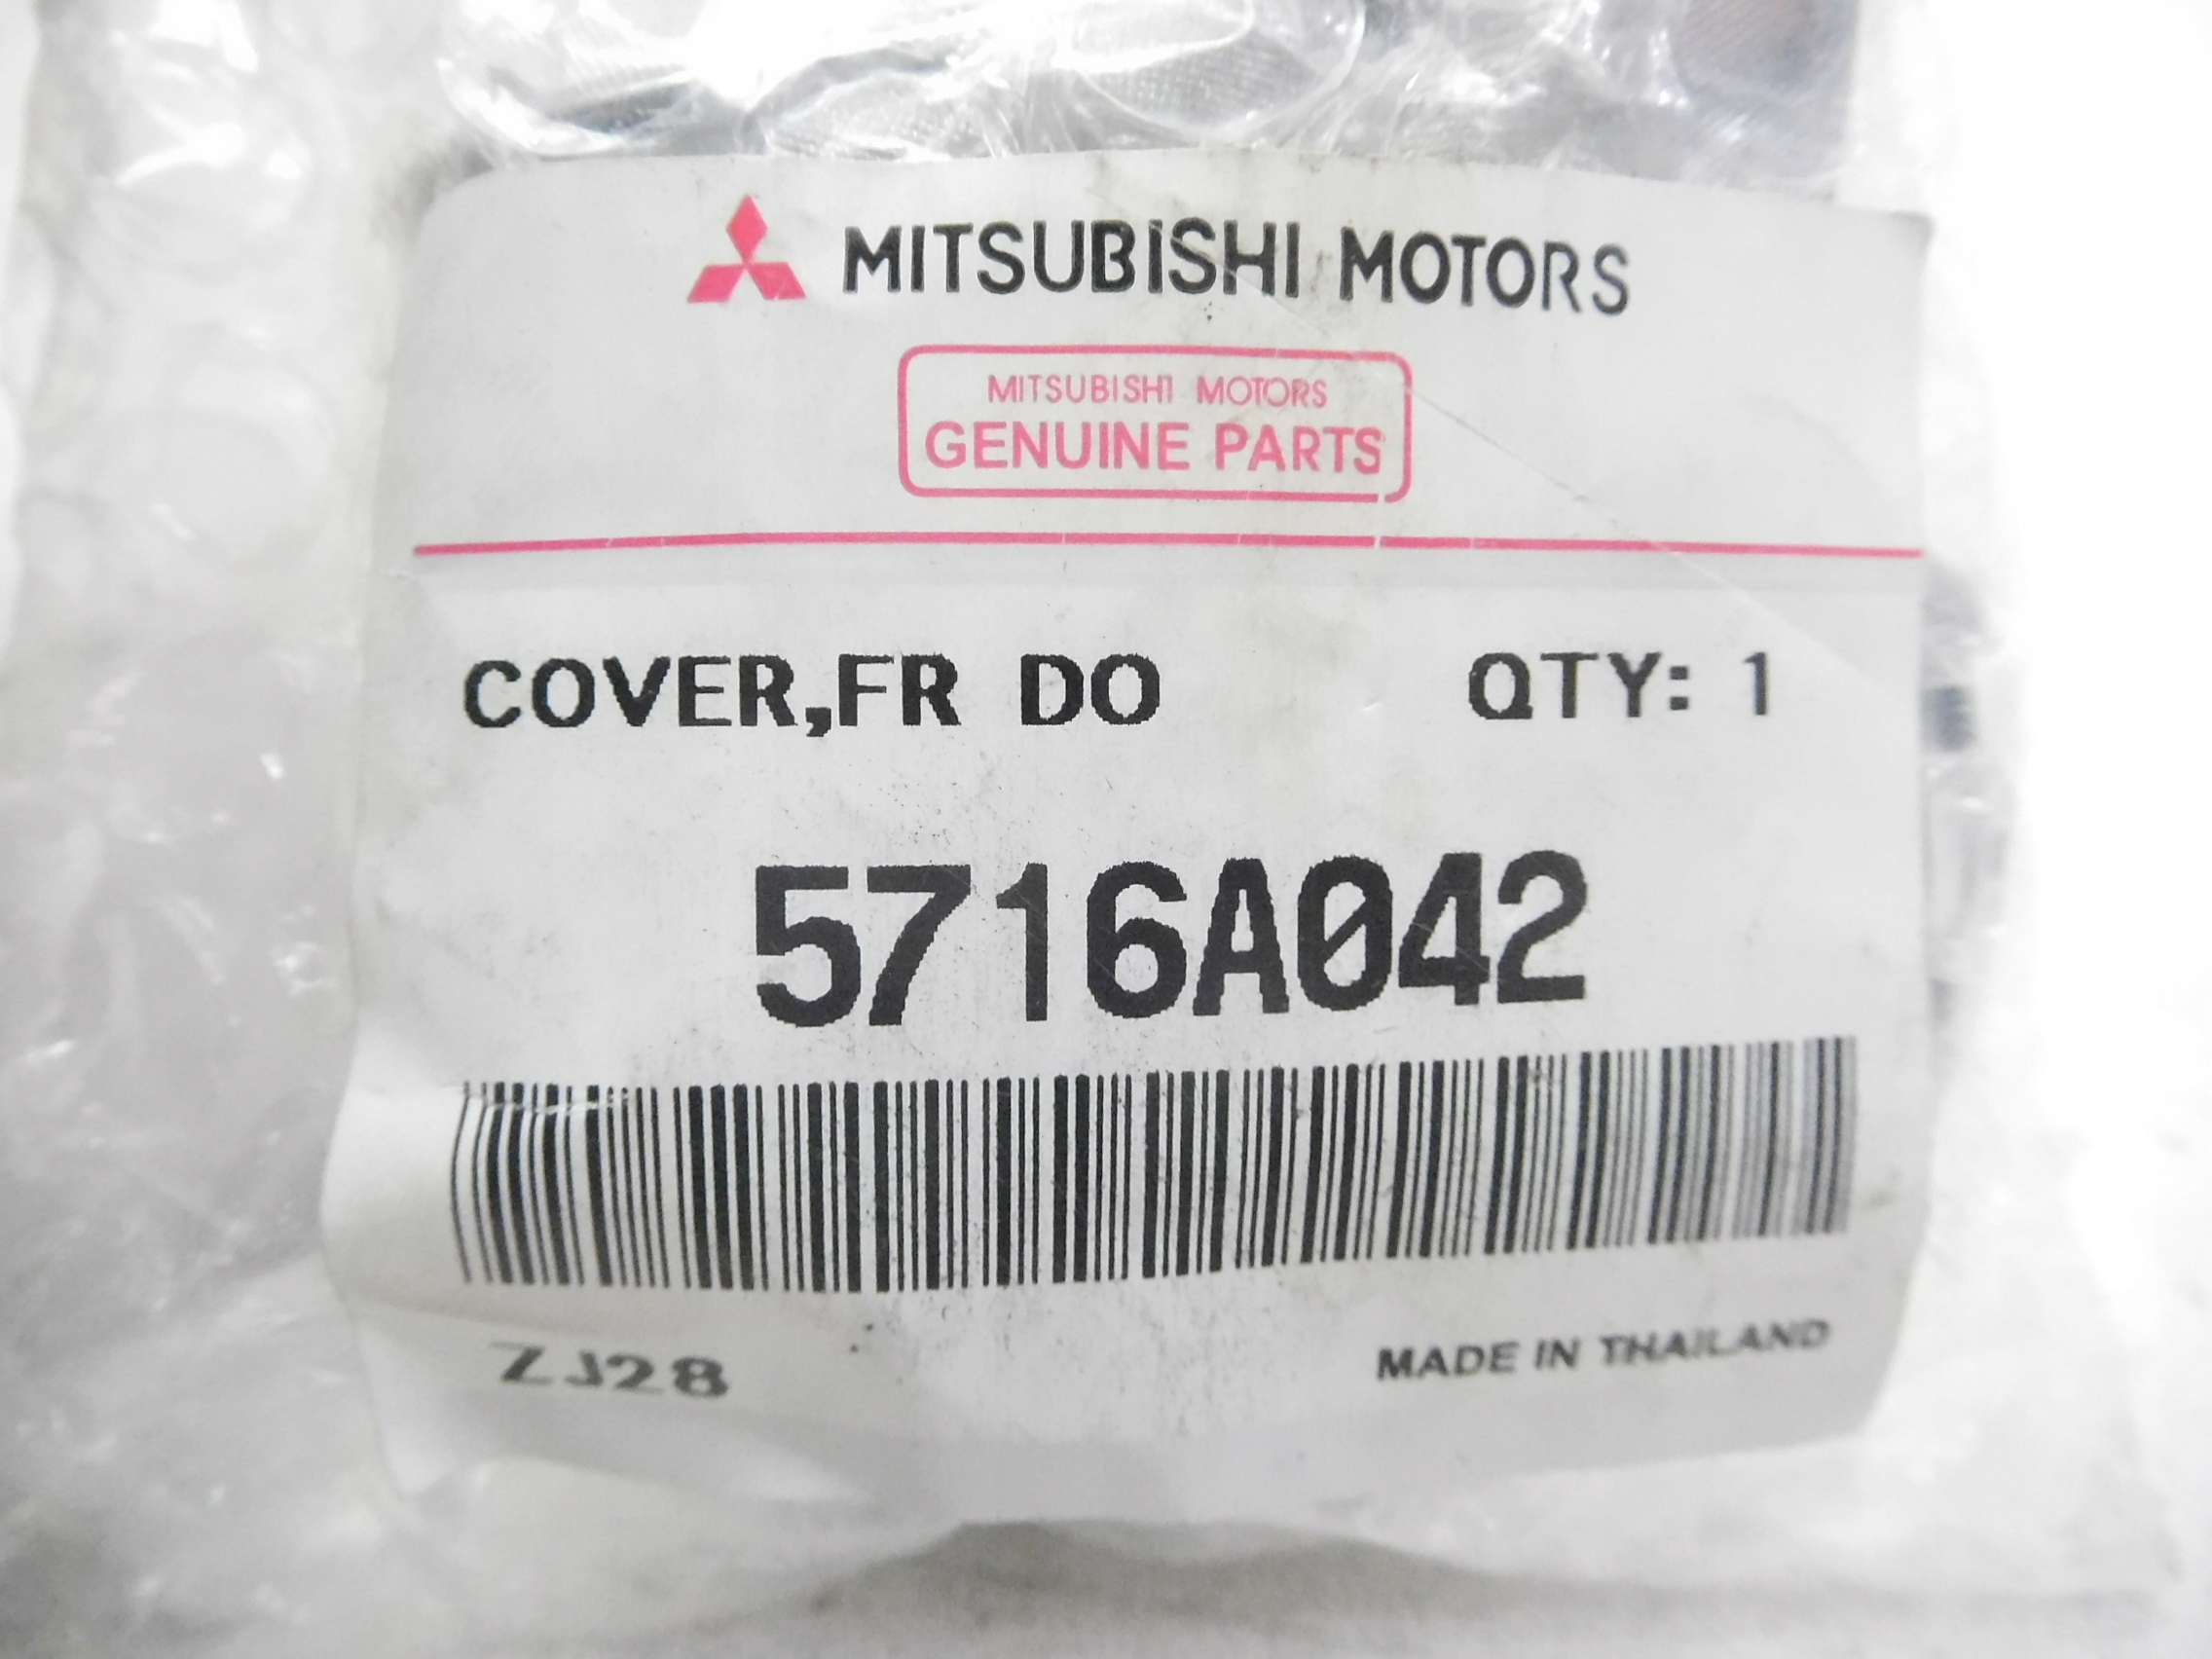 MITSUBISHI MOTORS
MITSUBISHI MOTORS
GENUINE PARTS
COVER,FR DO QTY: 1
5716A042
ZJ28 MADE IN THAILAND